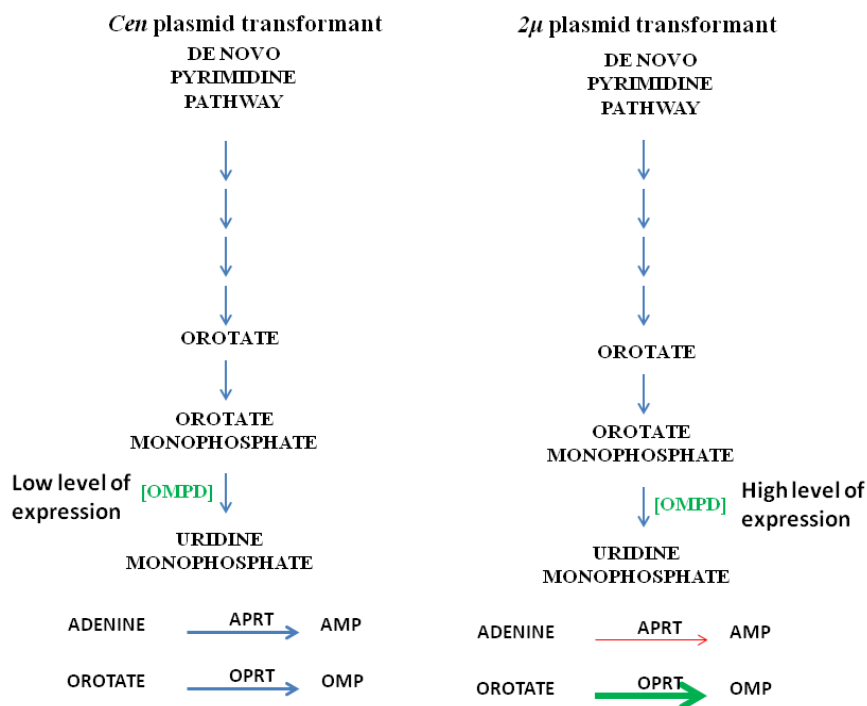 Cen plasmid transformant
DE NOVO
PYRIMIDINE
PATHWAY
OROTATE
OROTATE
MONOPHOSPHATE
Low level of
expression
[OMPD]
URIDINE
MONOPHOSPHATE
ADENINE APRT AMP
OROTATE OPRT OMP
2μ plasmid transformant
DE NOVO
PYRIMIDINE
PATHWAY
OROTATE
OROTATE
MONOPHOSPHATE
[OMPD]
High level of
expression
URIDINE
MONOPHOSPHATE
ADENINE APRT AMP
OROTATE OPRT OMP